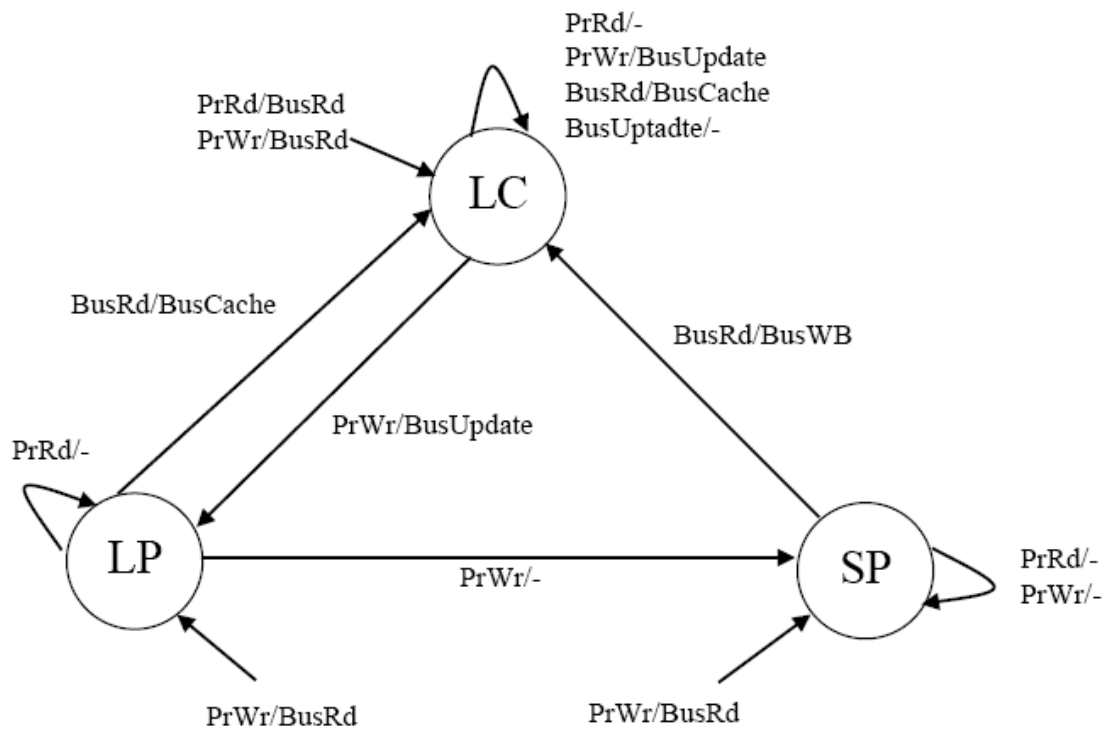 PrRd/-
PrWr/BusUpdate
BusRd/BusCache
BusUptadte/-
PrRd/BusRd
PrWr/BusRd
LC
BusRd/BusCache
BusRd/BusWB
PrWr/BusUpdate
PrRd/-
LP
PrWr/-
SP
PrRd/-
PrWr/-
PrWr/BusRd
PrWr/BusRd